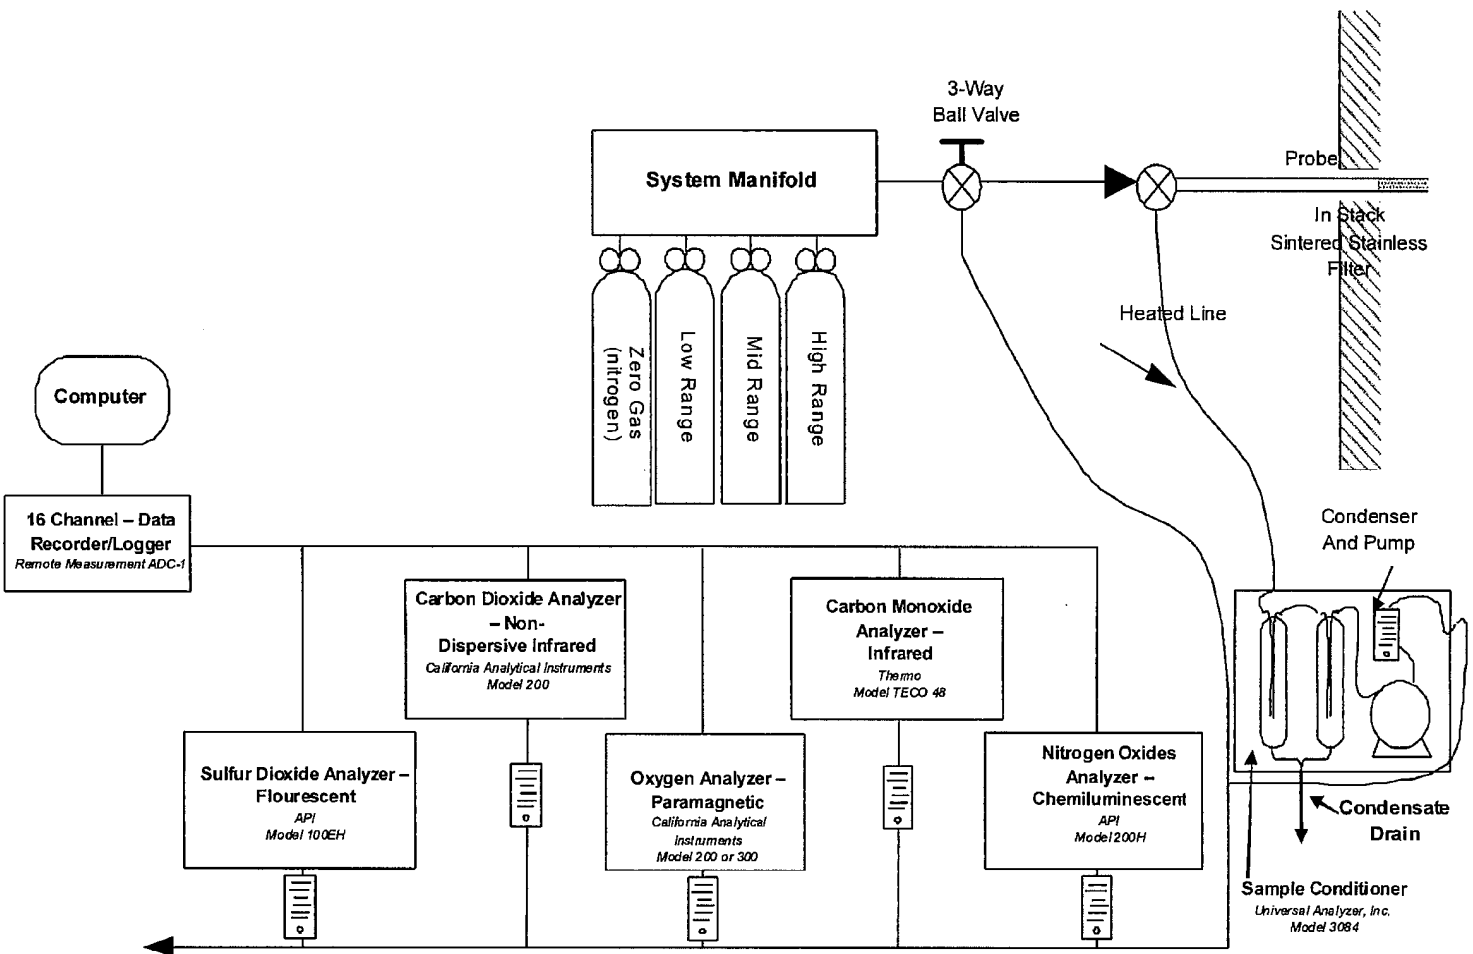 3-Way
Ball Valve
System Manifold
Probe
In Stack
Sintered Stainless
Filter
Heated Line
Zero Gas
(nitrogen)
Low Range
Mid Range
High Range
Computer
16 Channel – Data
Recorder/Logger
Remote Measurement ADC-1
Condenser
And Pump
Carbon Dioxide Analyzer
– Non-
Dispersive Infrared
California Analytical Instruments
Model 200
Carbon Monoxide
Analyzer –
Infrared
Thermo
Model TECO 48
Sulfur Dioxide Analyzer –
Flourescent
API
Model 100EH
Oxygen Analyzer –
Paramagnetic
California Analytical
Instruments
Model 200 or 300
Nitrogen Oxides
Analyzer –
Chemiluminescent
API
Model 200H
Condensate
Drain
Sample Conditioner
Universal Analyzer, Inc.
Model 3084